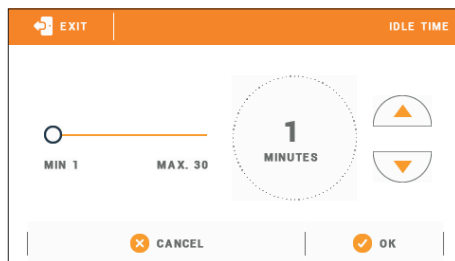 EXIT
IDLE TIME
1
MINUTES
MIN 1
MAX. 30
CANCEL
OK